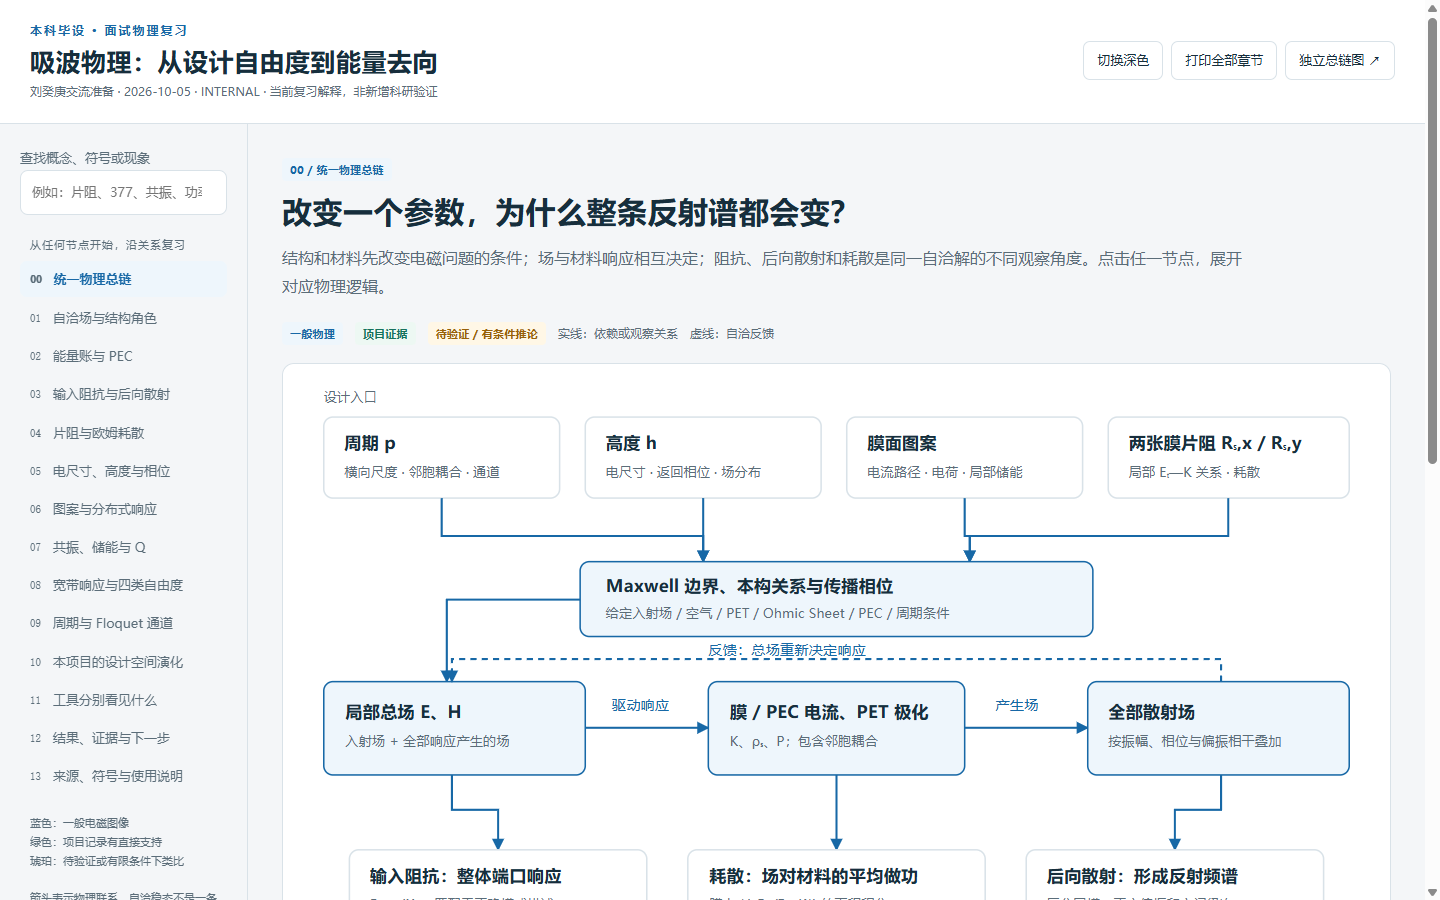 本科毕设 • 面试物理复习
吸波物理：从设计自由度到能量去向
刘癸庚交流准备 · 2026-10-05 · INTERNAL · 当前复习解释，非新增科研验证
切换深色
打印全部章节
独立总链图 ↗
查找概念、符号或现象
例如：片阻、377、共振、功率
从任何节点开始，沿关系复习
00 统一物理总链
01 自洽场与结构角色
02 能量账与 PEC
03 输入阻抗与后向散射
04 片阻与欧姆耗散
05 电尺寸、高度与相位
06 图案与分布式响应
07 共振、储能与 Q
08 宽带响应与四类自由度
09 周期与 Floquet 通道
10 本项目的设计空间演化
11 工具分别看见什么
12 结果、证据与下一步
13 来源、符号与使用说明
蓝色：一般电磁图像
绿色：项目记录有直接支持
琥珀：待验证或有限条件下类比
箭头表示物理联系，自洽稳态不是一条
00 / 统一物理总链
改变一个参数，为什么整条反射谱都会变？
结构和材料先改变电磁问题的条件；场与材料响应相互决定；阻抗、后向散射和耗散是同一自洽解的不同观察角度。点击任一节点，展开
对应物理逻辑。
一般物理
项目证据
待验证 / 有条件推论
实线：依赖或观察关系
虚线：自洽反馈
设计入口
周期 p
横向尺度 · 邻胞耦合 · 通道
高度 h
电尺寸 · 返回相位 · 场分布
膜面图案
电流路径 · 电荷 · 局部储能
两张膜片阻 Rₛ,x / Rₛ,y
局部 Eₜ—K 关系 · 耗散
Maxwell 边界、本构关系与传播相位
给定入射场 / 空气 / PET / Ohmic Sheet / PEC / 周期条件
反馈：总场重新决定响应
局部总场 E、H
入射场 + 全部响应产生的场
驱动响应
膜 / PEC 电流、PET 极化
K、ρₛ、P；包含邻胞耦合
产生场
全部散射场
按振幅、相位与偏振相干叠加
输入阻抗：整体端口响应
耗散：场对材料的平均做功
后向散射：形成反射频谱